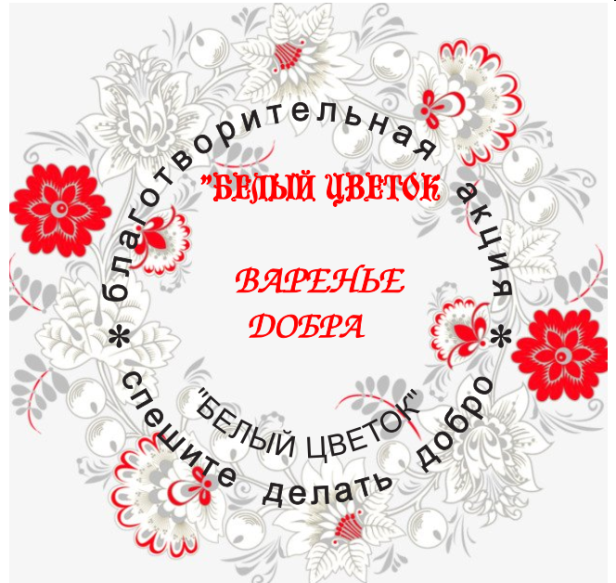 благотворительная акция
"БЕЛЫЙ ЦВЕТОК
ВАРЕНЬЕ
ДОБРА
"БЕЛЫЙ ЦВЕТОК"
* спешите делать добро *